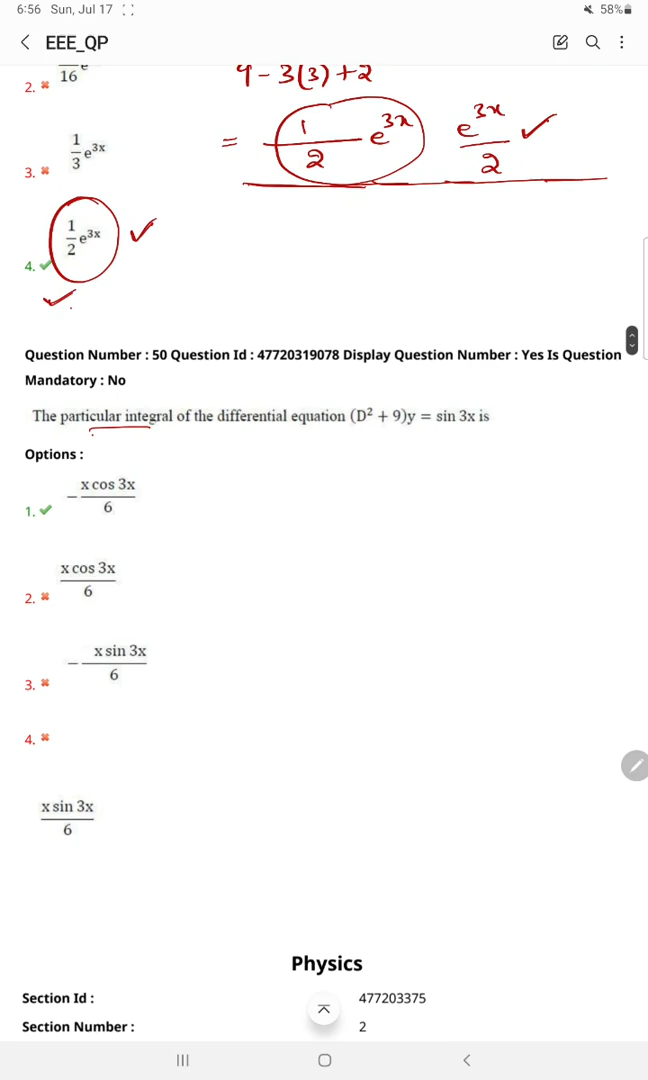 6:56 Sun, Jul 17
58%
EEE_QP
2. 16 e
9 - 3(3) + 2
= 1/2 e^3x e^3x/2 ✓
3. 1/3 e^3x
4. 1/2 e^3x ✓
Question Number : 50 Question Id : 47720319078 Display Question Number : Yes Is Question
Mandatory : No
The particular integral of the differential equation (D² + 9)y = sin 3x is
Options :
1. ✔ - x cos 3x / 6
2. ✖ x cos 3x / 6
3. ✖ - x sin 3x / 6
4. ✖
x sin 3x / 6
Physics
Section Id : 477203375
Section Number : 2